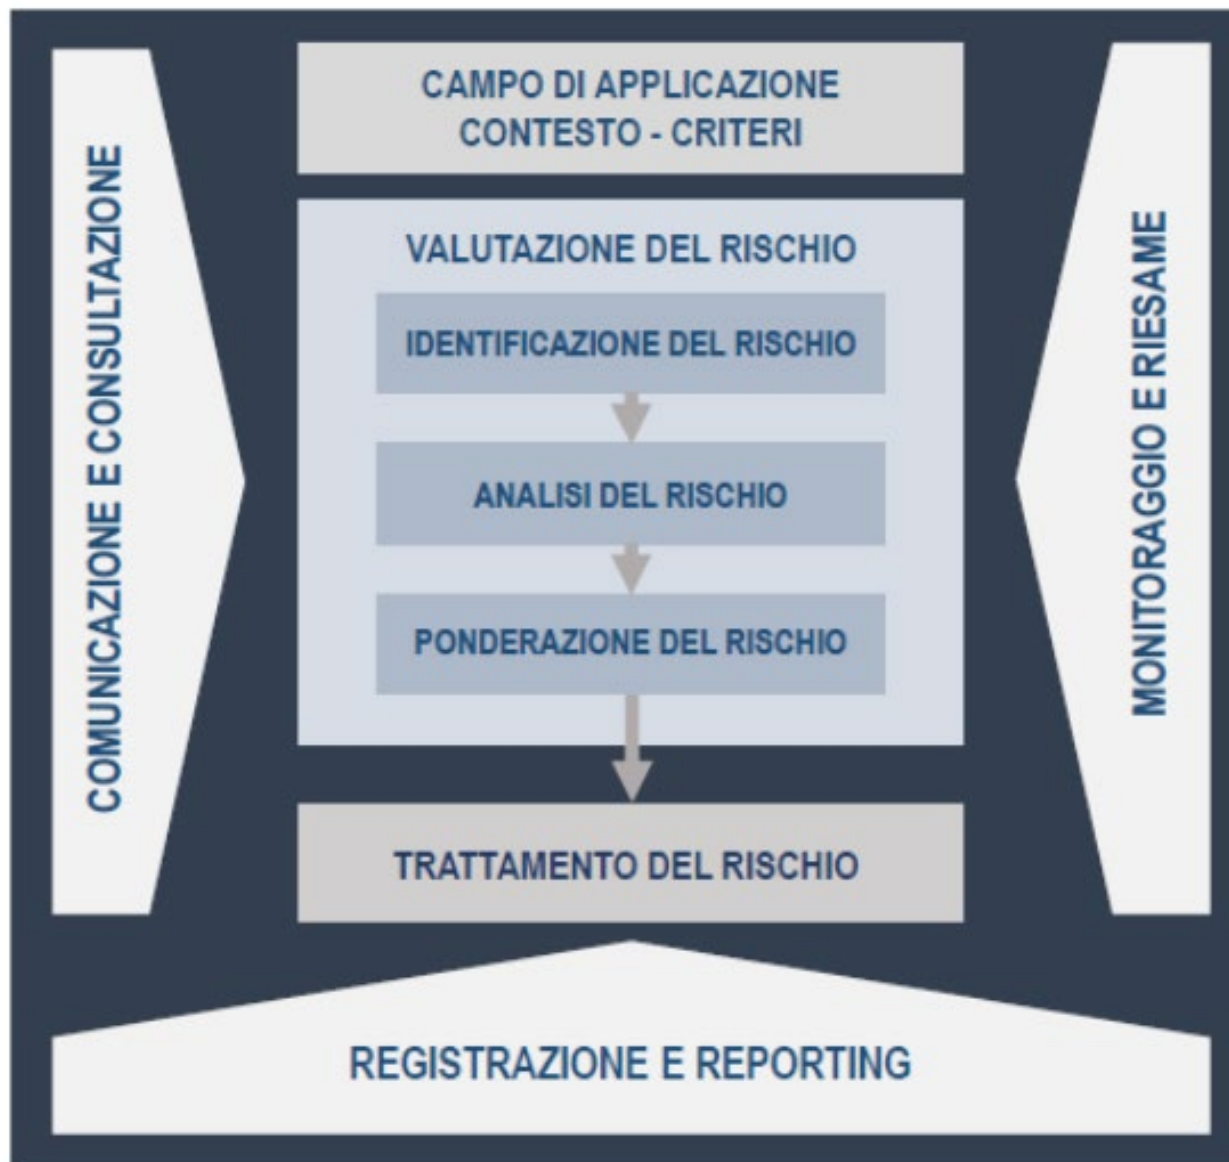 CAMPO DI APPLICAZIONE
CONTESTO - CRITERI
COMUNICAZIONE E CONSULTAZIONE
VALUTAZIONE DEL RISCHIO
IDENTIFICAZIONE DEL RISCHIO
ANALISI DEL RISCHIO
PONDERAZIONE DEL RISCHIO
TRATTAMENTO DEL RISCHIO
MONITORAGGIO E RIESAME
REGISTRAZIONE E REPORTING